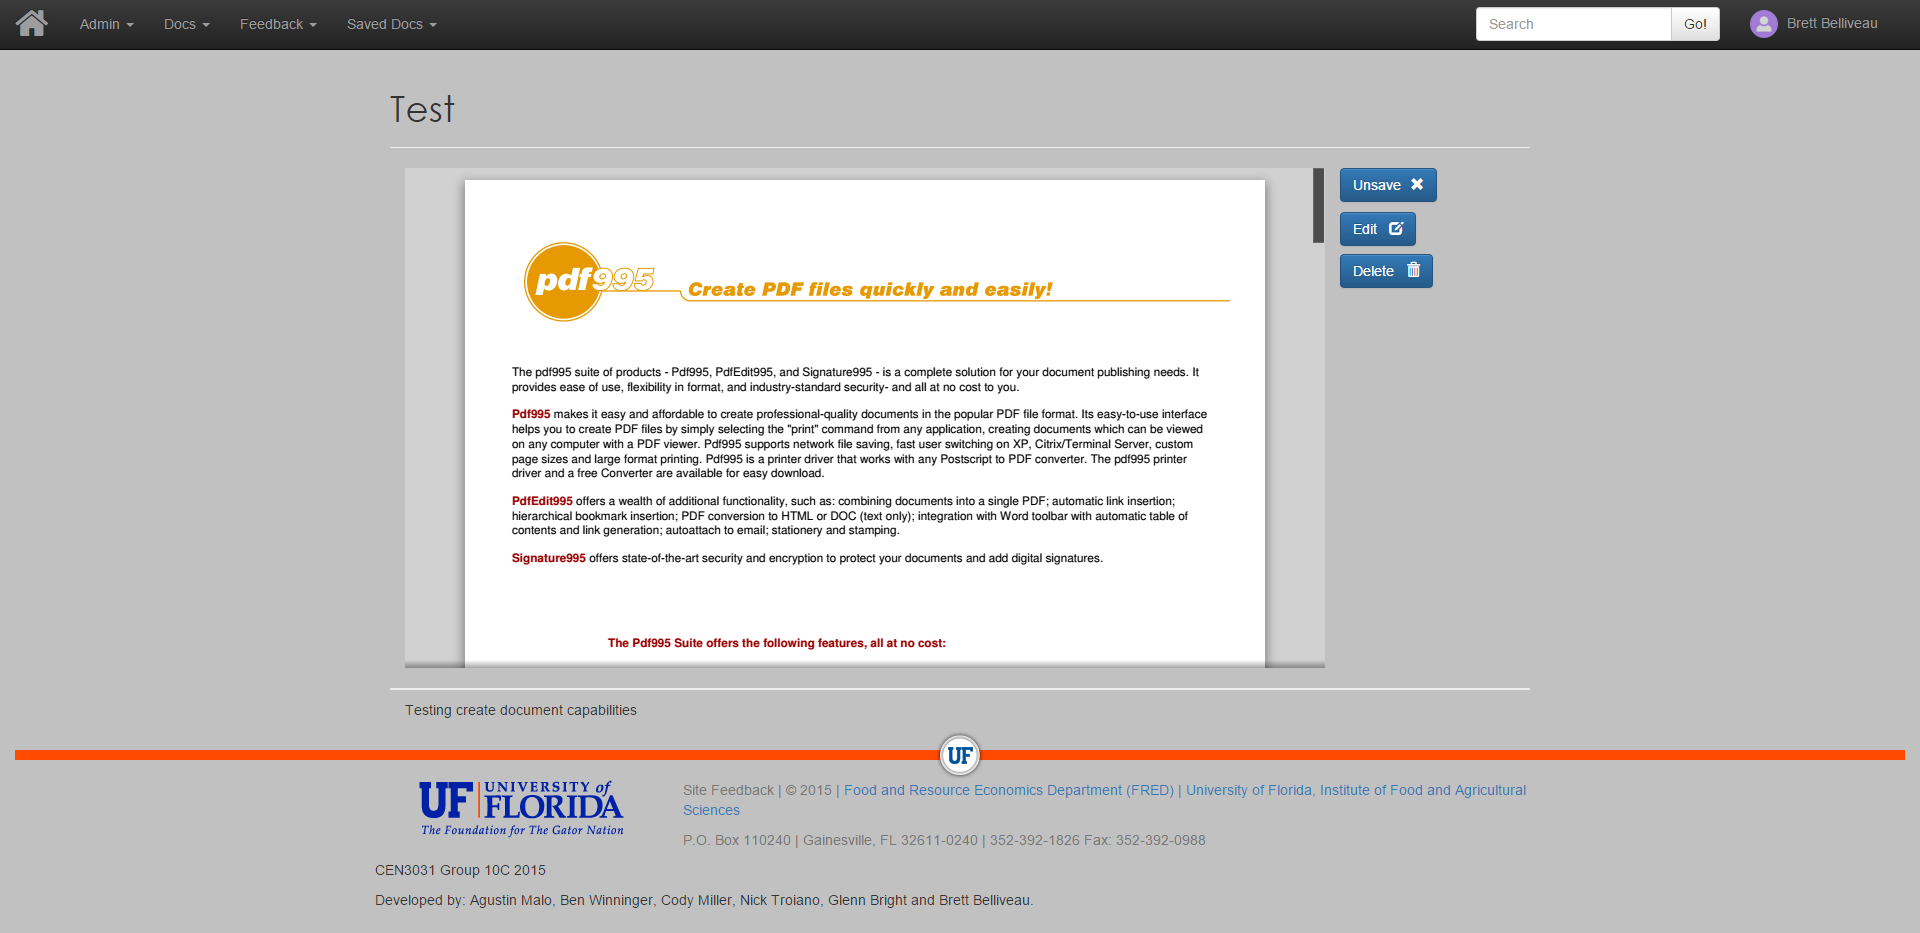 Admin Docs Feedback Saved Docs Search Go! Brett Belliveau
Test
Unsave
Edit
Delete
pdf995 Create PDF files quickly and easily!
The pdf995 suite of products - Pdf995, PdfEdit995, and Signature995 - is a complete solution for your document publishing needs. It
provides ease of use, flexibility in format, and industry-standard security- and all at no cost to you.
Pdf995 makes it easy and affordable to create professional-quality documents in the popular PDF file format. Its easy-to-use interface
helps you to create PDF files by simply selecting the "print" command from any application, creating documents which can be viewed
on any computer with a PDF viewer. Pdf995 supports network file saving, fast user switching on XP, Citrix/Terminal Server, custom
page sizes and large format printing. Pdf995 is a printer driver that works with any Postscript to PDF converter. The pdf995 printer
driver and a free Converter are available for easy download.
PdfEdit995 offers a wealth of additional functionality, such as: combining documents into a single PDF; automatic link insertion;
hierarchical bookmark insertion; PDF conversion to HTML or DOC (text only); integration with Word toolbar with automatic table of
contents and link generation; autoattach to email; stationery and stamping.
Signature995 offers state-of-the-art security and encryption to protect your documents and add digital signatures.
The Pdf995 Suite offers the following features, all at no cost:
Testing create document capabilities
UF
UF UNIVERSITY of
FLORIDA
The Foundation for The Gator Nation
Site Feedback | © 2015 | Food and Resource Economics Department (FRED) | University of Florida, Institute of Food and Agricultural
Sciences
P.O. Box 110240 | Gainesville, FL 32611-0240 | 352-392-1826 Fax: 352-392-0988
CEN3031 Group 10C 2015
Developed by: Agustin Malo, Ben Winninger, Cody Miller, Nick Troiano, Glenn Bright and Brett Belliveau.